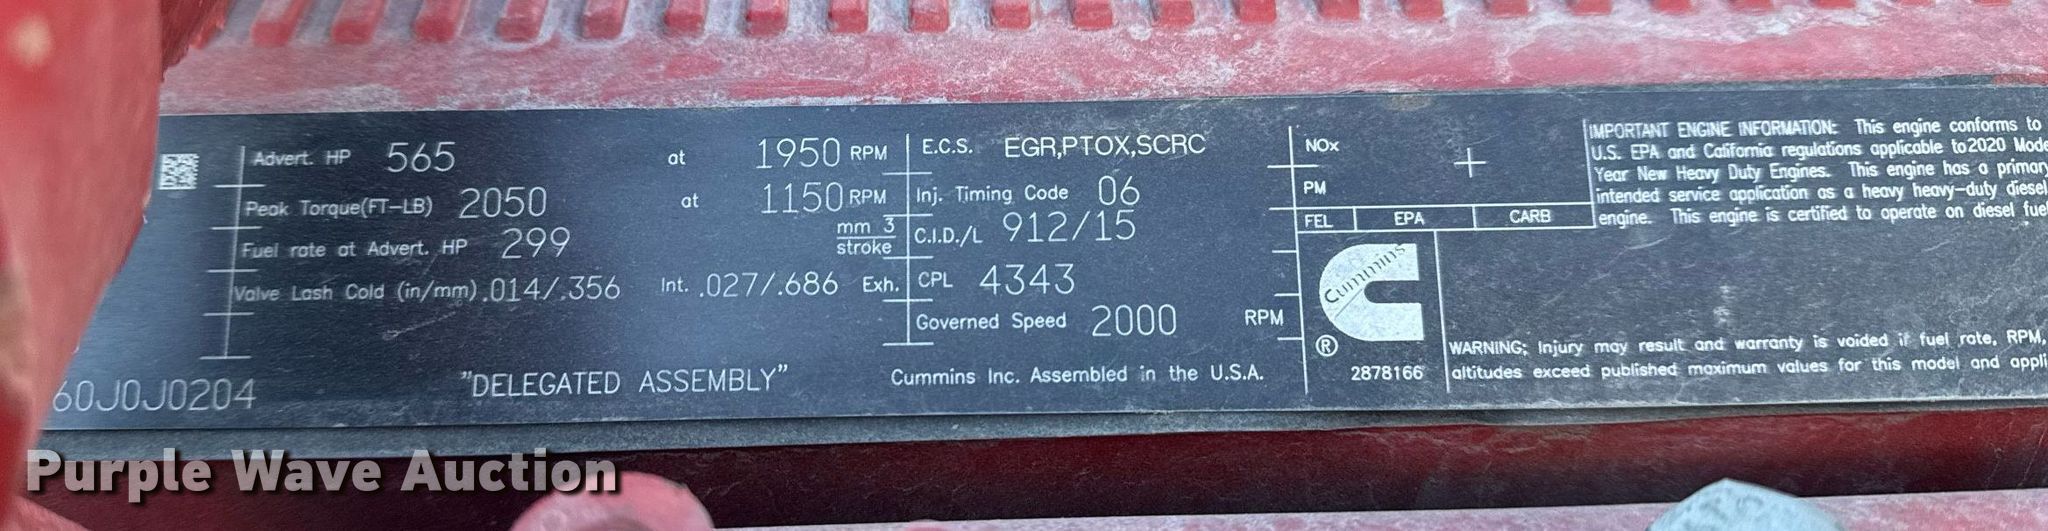 Advert. HP 565 at 1950 RPM
Peak Torque(FT-LB) 2050 at 1150 RPM
Fuel rate at Advert. HP 299 mm 3 stroke
Valve Lash Cold (in/mm) .014/.356 Int. .027/.686 Exh.
60J0J0204
"DELEGATED ASSEMBLY"
E.C.S. EGR,PTOX,SCRC
Inj. Timing Code 06
C.I.D./L 912/15
CPL 4343
Governed Speed 2000 RPM
Cummins Inc. Assembled in the U.S.A.
NOx
PM
FEL EPA CARB
Cummins
®
2878166
IMPORTANT ENGINE INFORMATION: This engine conforms to
U.S. EPA and California regulations applicable to 2020 Mode
Year New Heavy Duty Engines. This engine has a primary
intended service application as a heavy heavy-duty diesel
engine. This engine is certified to operate on diesel fuel
WARNING; Injury may result and warranty is voided if fuel rate, RPM,
altitudes exceed published maximum values for this model and appli
Purple Wave Auction